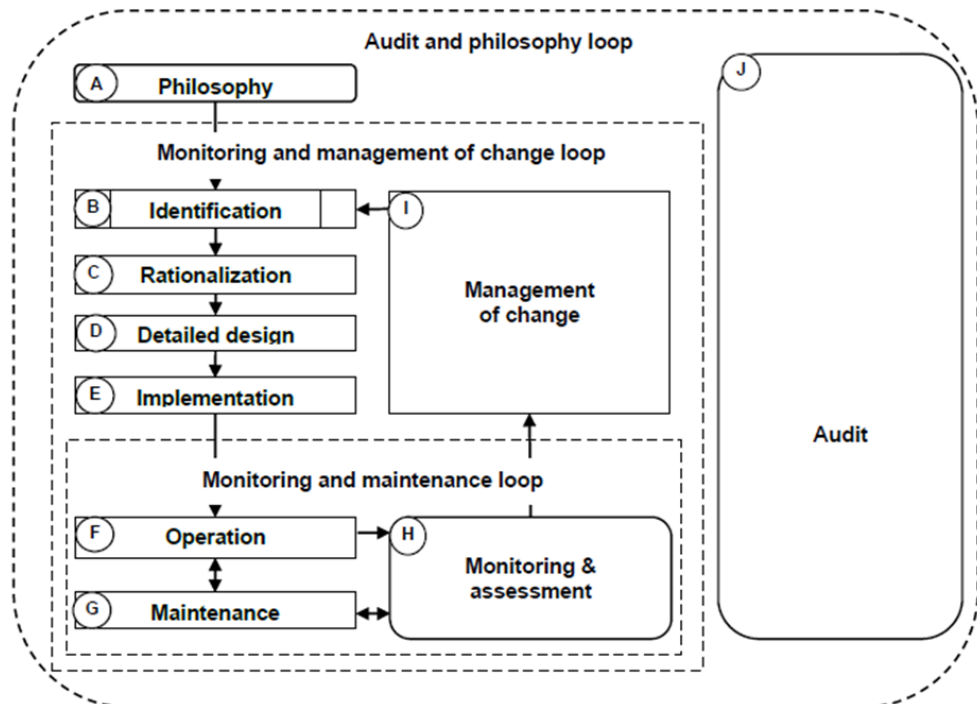 Audit and philosophy loop
A
Philosophy
J
Monitoring and management of change loop
B
Identification
I
C
Rationalization
Management
of change
D
Detailed design
E
Implementation
Audit
Monitoring and maintenance loop
F
Operation
H
Monitoring &
assessment
G
Maintenance